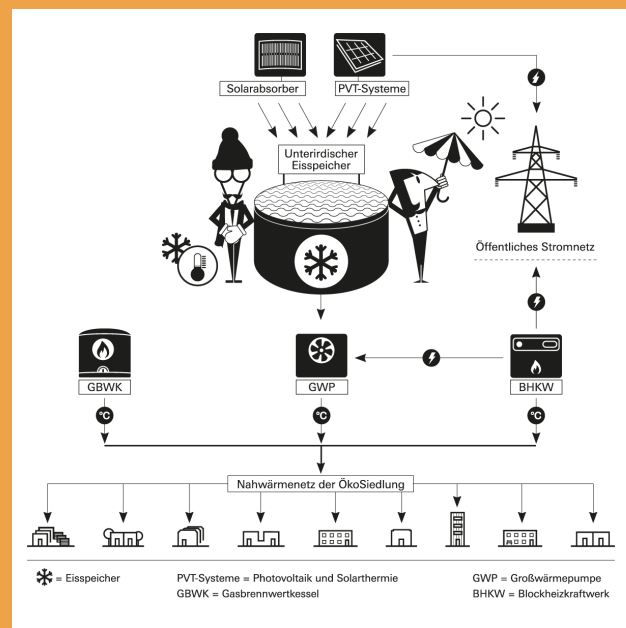 Solarabsorber
PVT-Systeme
Unterirdischer
Eisspeicher
Öffentliches Stromnetz
GBWK
GWP
BHKW
°C
°C
°C
Nahwärmenetz der ÖkoSiedlung
= Eisspeicher
PVT-Systeme = Photovoltaik und Solarthermie
GWP = Großwärmepumpe
GBWK = Gasbrennwertkessel
BHKW = Blockheizkraftwerk